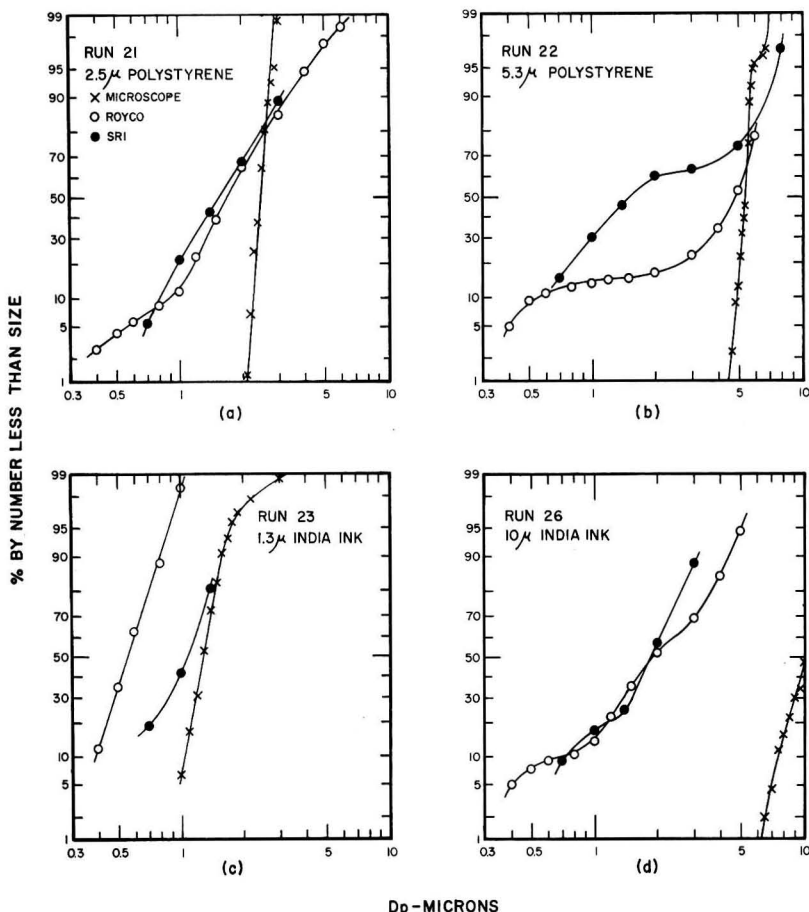 % BY NUMBER LESS THAN SIZE
99
95
90
70
50
30
10
5
1
RUN 21
2.5µ POLYSTYRENE
× MICROSCOPE
○ ROYCO
● SRI
0.3 0.5 1 5 10
(a)
99
95
90
70
50
30
10
5
1
RUN 22
5.3µ POLYSTYRENE
0.3 0.5 1 5 10
(b)
99
95
90
70
50
30
10
5
1
RUN 23
1.3µ INDIA INK
0.3 0.5 1 5 10
(c)
99
95
90
70
50
30
10
5
1
RUN 26
10µ INDIA INK
0.3 0.5 1 5 10
(d)
Dp-MICRONS